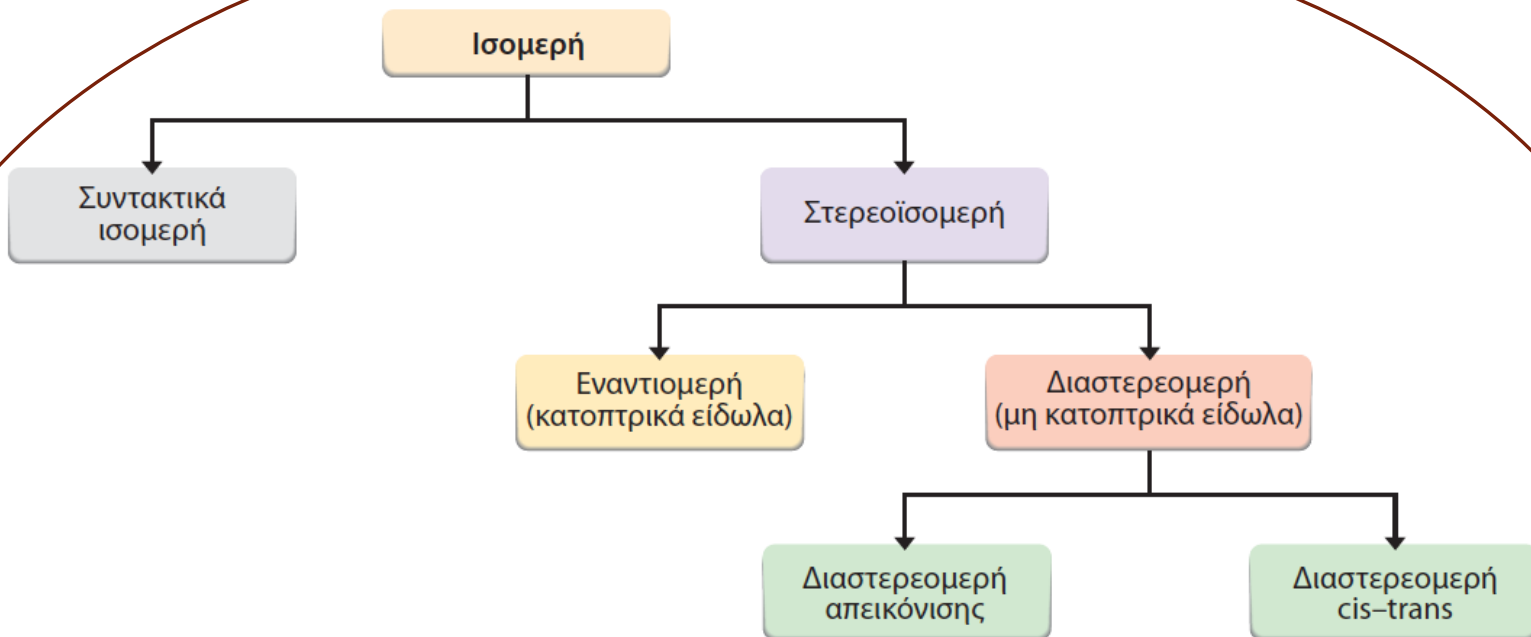 Ισομερή
Συντακτικά
ισομερή
Στερεοϊσομερή
Εναντιομερή
(κατοπτρικά είδωλα)
Διαστερεομερή
(μη κατοπτρικά είδωλα)
Διαστερεομερή
απεικόνισης
Διαστερεομερή
cis–trans